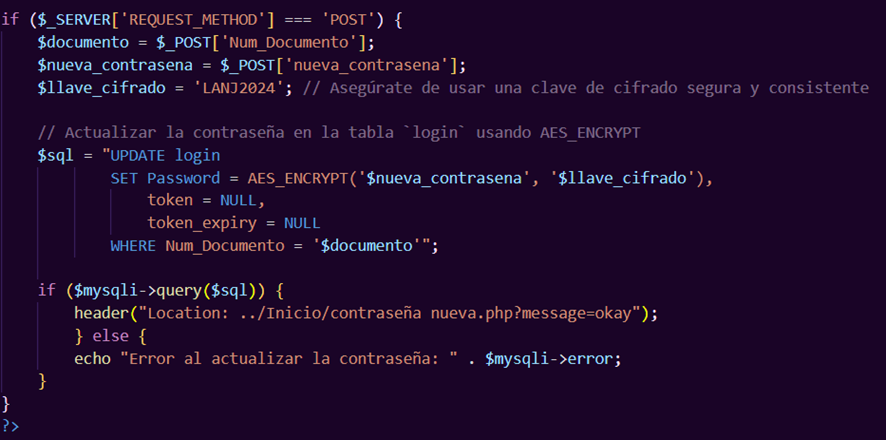 if ($_SERVER['REQUEST_METHOD'] === 'POST') {
    $documento = $_POST['Num_Documento'];
    $nueva_contrasena = $_POST['nueva_contrasena'];
    $llave_cifrado = 'LANJ2024'; // Asegúrate de usar una clave de cifrado segura y consistente

    // Actualizar la contraseña en la tabla `login` usando AES_ENCRYPT
    $sql = "UPDATE login
            SET Password = AES_ENCRYPT('$nueva_contrasena', '$llave_cifrado'),
                token = NULL,
                token_expiry = NULL
            WHERE Num_Documento = '$documento'";

    if ($mysqli->query($sql)) {
        header("Location: ../Inicio/contraseña nueva.php?message=okay");
        } else {
        echo "Error al actualizar la contraseña: " . $mysqli->error;
    }
}
?>